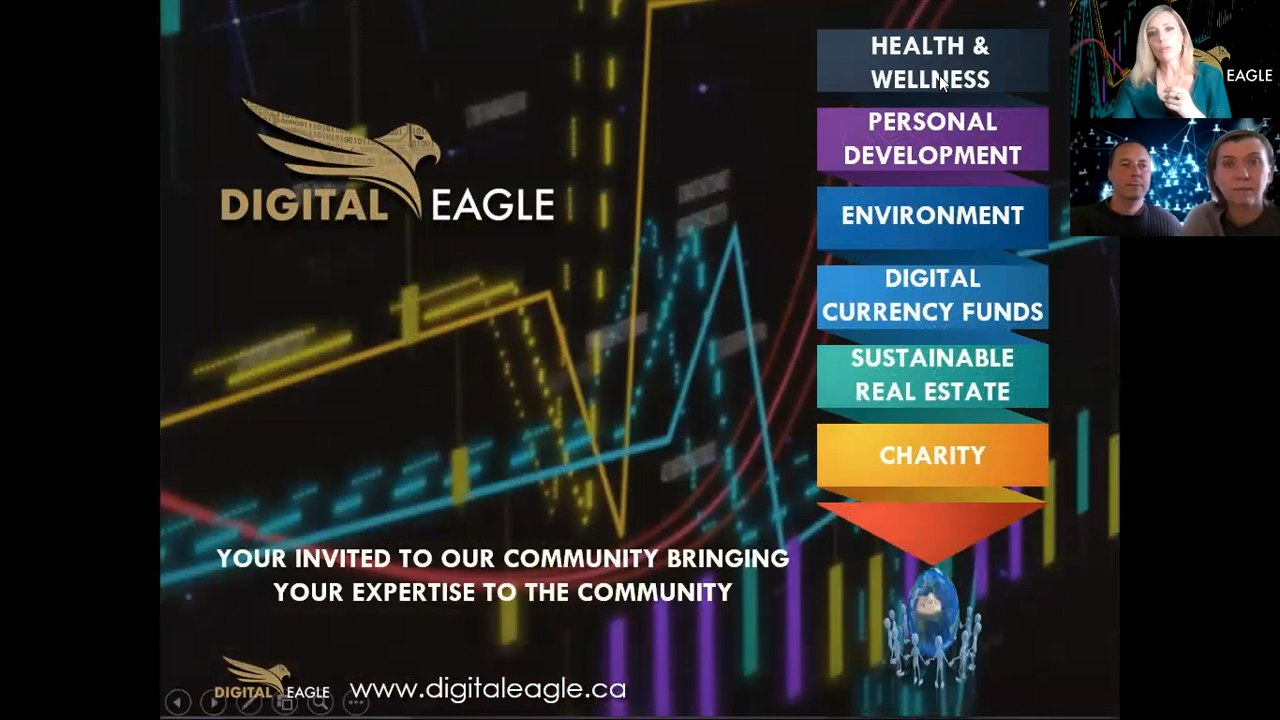 DIGITAL EAGLE
HEALTH &
WELLNESS
PERSONAL
DEVELOPMENT
ENVIRONMENT
DIGITAL
CURRENCY FUNDS
SUSTAINABLE
REAL ESTATE
CHARITY
YOUR INVITED TO OUR COMMUNITY BRINGING
YOUR EXPERTISE TO THE COMMUNITY
DIGITAL EAGLE
www.digitaleagle.ca
EAGLE